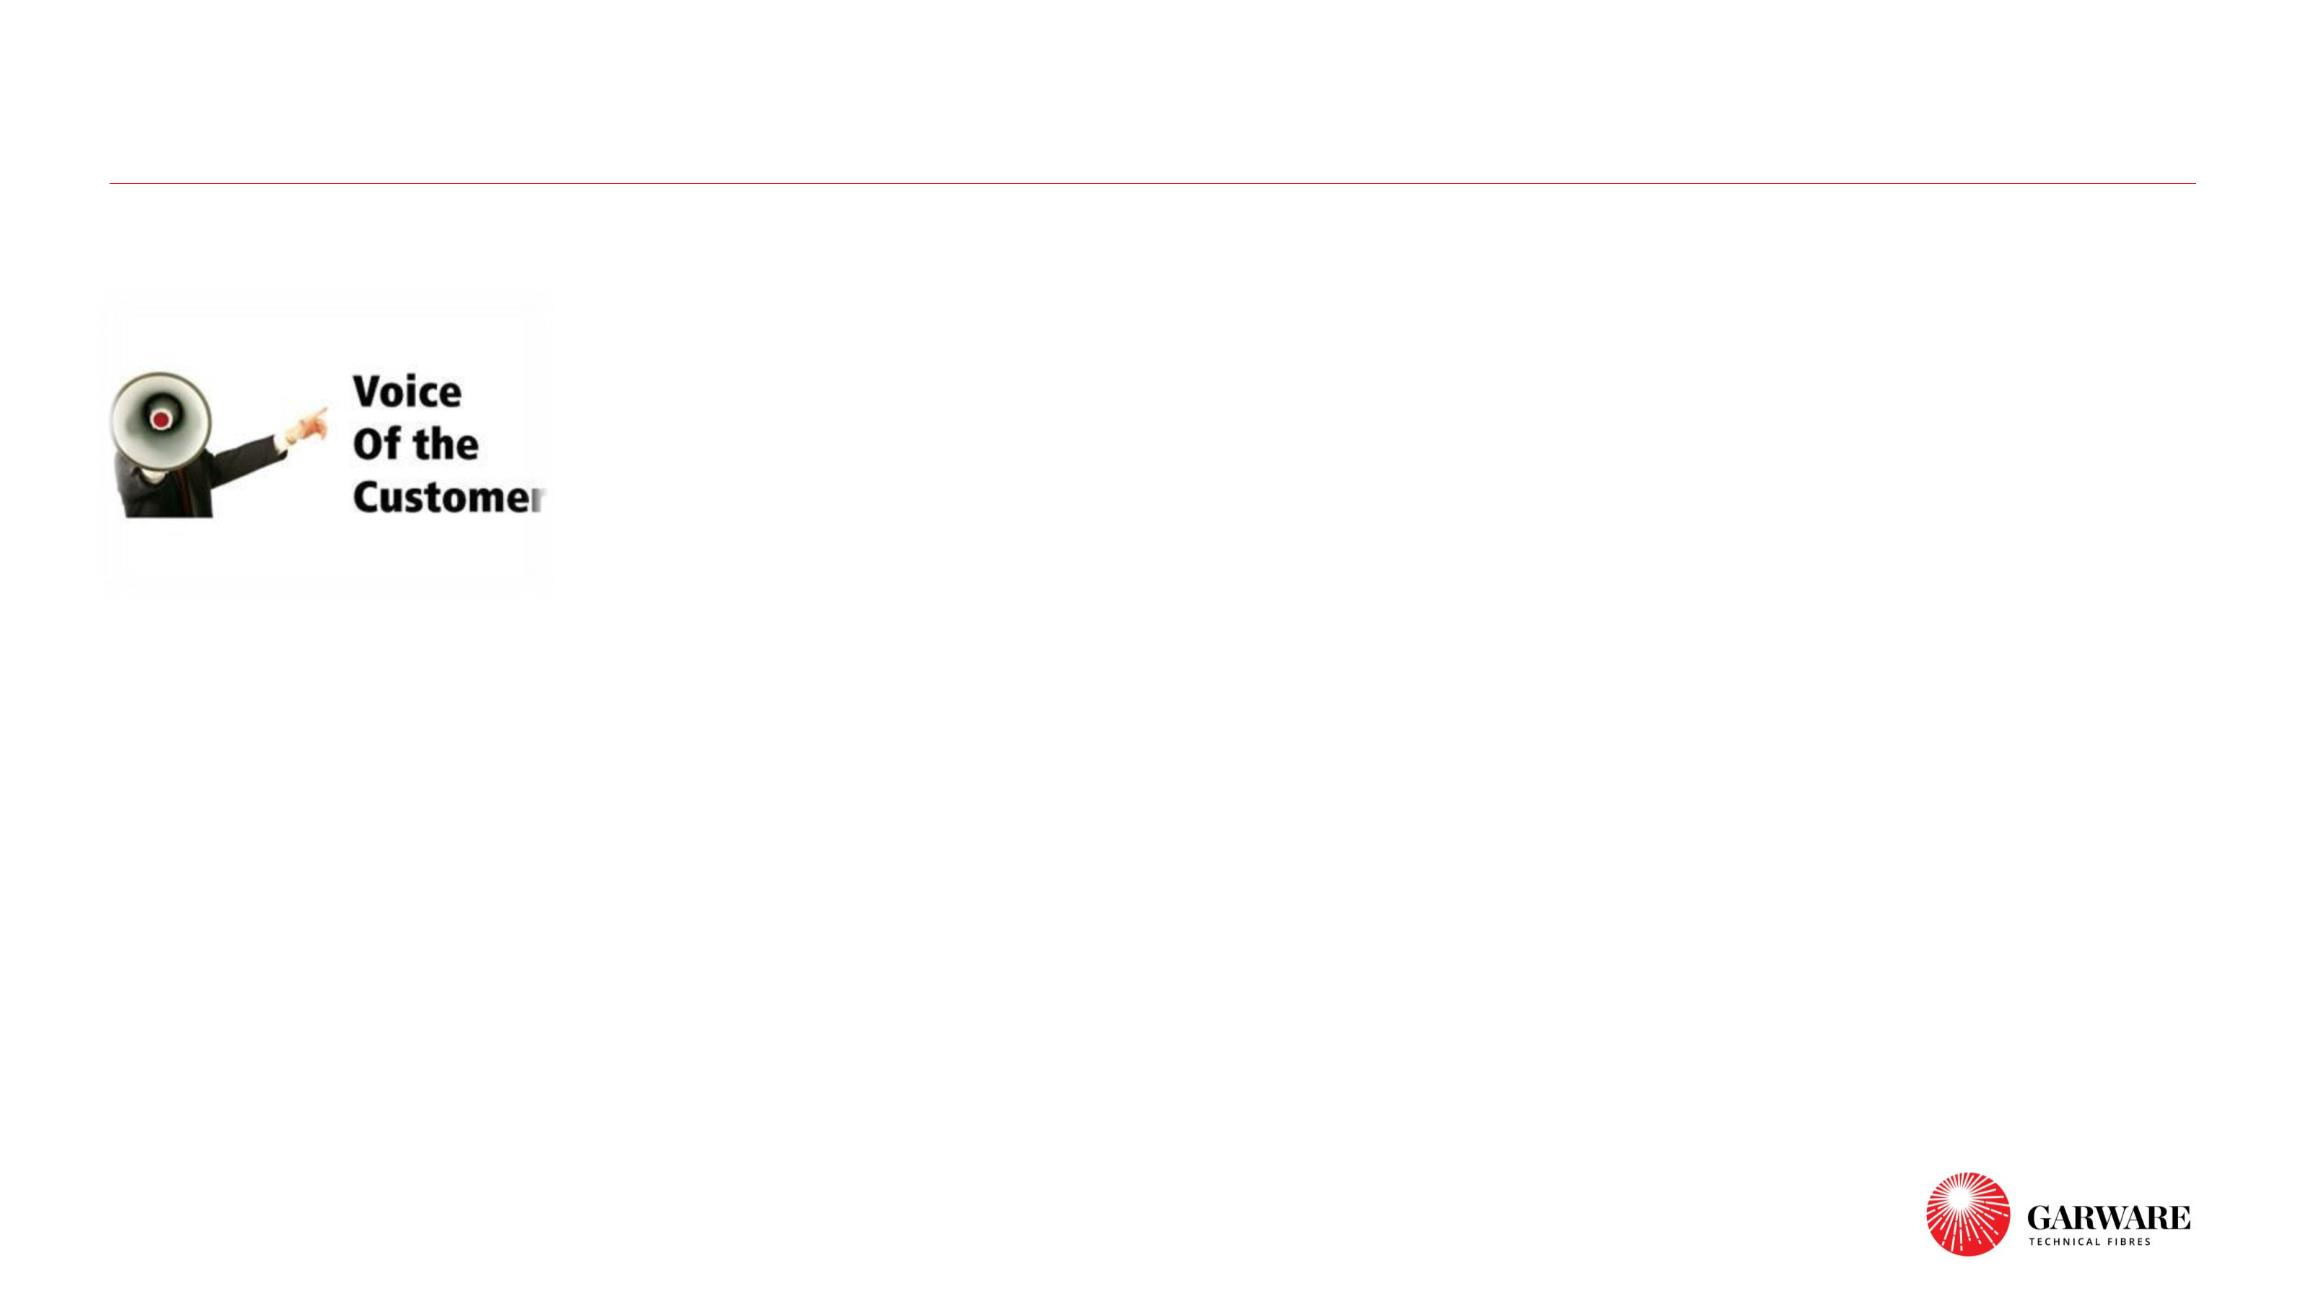 Voice
Of the
Customer
GARWARE
TECHNICAL FIBRES